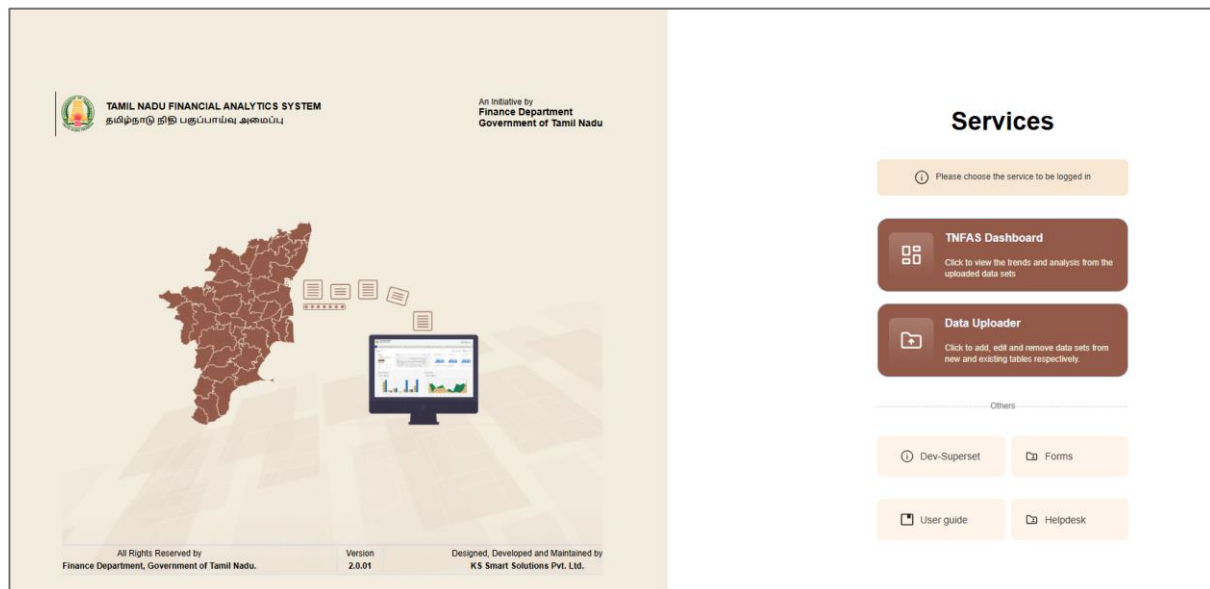 TAMIL NADU FINANCIAL ANALYTICS SYSTEM
தமிழ்நாடு நிதி பகுப்பாய்வு அமைப்பு
An Initiative by
Finance Department
Government of Tamil Nadu
All Rights Reserved by
Finance Department, Government of Tamil Nadu.
Version
2.0.01
Designed, Developed and Maintained by
KS Smart Solutions Pvt. Ltd.
Services
Please choose the service to be logged in
TNFAS Dashboard
Click to view the trends and analysis from the
uploaded data sets
Data Uploader
Click to add, edit and remove data sets from
new and existing tables respectively.
Others
Dev-Superset
Forms
User guide
Helpdesk